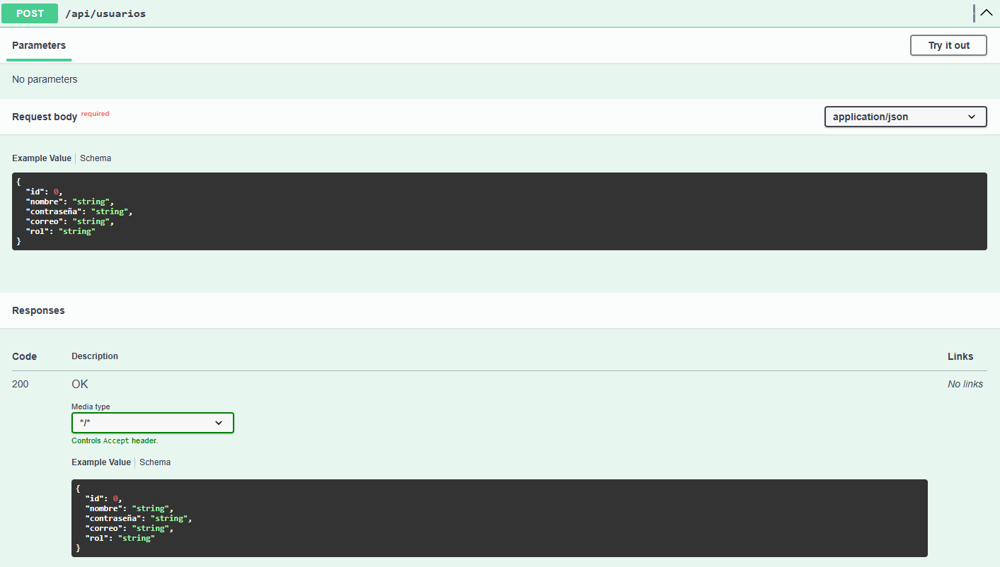 POST /api/usuarios
Parameters
Try it out
No parameters
Request body required
application/json
Example Value Schema
{
  "id": 0,
  "nombre": "string",
  "contraseña": "string",
  "correo": "string",
  "rol": "string"
}
Responses
Code Description Links
200 OK No links
Media type
*/*
Controls Accept header.
Example Value Schema
{
  "id": 0,
  "nombre": "string",
  "contraseña": "string",
  "correo": "string",
  "rol": "string"
}